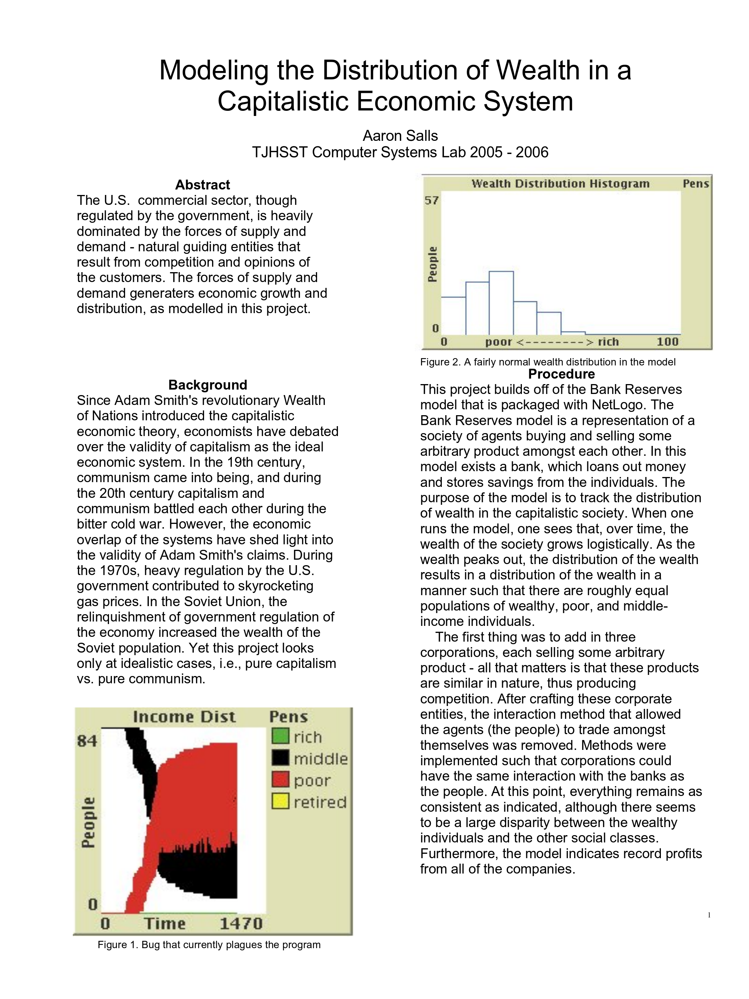 Modeling the Distribution of Wealth in a
Capitalistic Economic System
Aaron Salls
TJHSST Computer Systems Lab 2005 - 2006
Abstract
The U.S.  commercial sector, though
regulated by the government, is heavily
dominated by the forces of supply and
demand - natural guiding entities that
result from competition and opinions of
the customers. The forces of supply and
demand generaters economic growth and
distribution, as modelled in this project.
Background
Since Adam Smith's revolutionary Wealth
of Nations introduced the capitalistic
economic theory, economists have debated
over the validity of capitalism as the ideal
economic system. In the 19th century,
communism came into being, and during
the 20th century capitalism and
communism battled each other during the
bitter cold war. However, the economic
overlap of the systems have shed light into
the validity of Adam Smith's claims. During
the 1970s, heavy regulation by the U.S.
government contributed to skyrocketing
gas prices. In the Soviet Union, the
relinquishment of government regulation of
the economy increased the wealth of the
Soviet population. Yet this project looks
only at idealistic cases, i.e., pure capitalism
vs. pure communism.
Income Dist Pens
84
People
0
0 Time 1470
rich
middle
poor
retired
Figure 1. Bug that currently plagues the program
Wealth Distribution Histogram Pens
57
People
0
0 poor <--------> rich 100
Figure 2. A fairly normal wealth distribution in the model
Procedure
This project builds off of the Bank Reserves
model that is packaged with NetLogo. The
Bank Reserves model is a representation of a
society of agents buying and selling some
arbitrary product amongst each other. In this
model exists a bank, which loans out money
and stores savings from the individuals. The
purpose of the model is to track the distribution
of wealth in the capitalistic society. When one
runs the model, one sees that, over time, the
wealth of the society grows logistically. As the
wealth peaks out, the distribution of the wealth
results in a distribution of the wealth in a
manner such that there are roughly equal
populations of wealthy, poor, and middle-
income individuals.
The first thing was to add in three
corporations, each selling some arbitrary
product - all that matters is that these products
are similar in nature, thus producing
competition. After crafting these corporate
entities, the interaction method that allowed
the agents (the people) to trade amongst
themselves was removed. Methods were
implemented such that corporations could
have the same interaction with the banks as
the people. At this point, everything remains as
consistent as indicated, although there seems
to be a large disparity between the wealthy
individuals and the other social classes.
Furthermore, the model indicates record profits
from all of the companies.
1